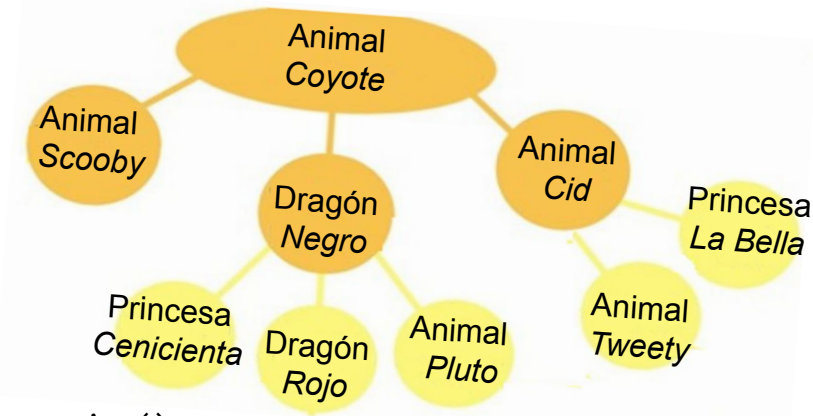 Animal
Coyote
Animal
Scooby
Dragón
Negro
Animal
Cid
Princesa
La Bella
Princesa
Cenicienta
Dragón
Rojo
Animal
Pluto
Animal
Tweety